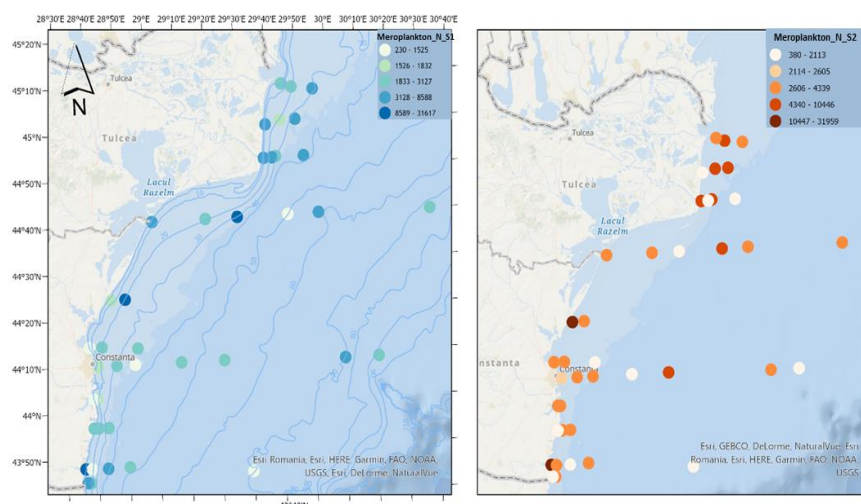 28°30'E 28°40'E 28°50'E 29°E 29°10'E 29°20'E 29°30'E 29°40'E 29°50'E 30°E 30°10'E 30°20'E 30°30'E 30°40'E
45°20'N
45°10'N
45°N
44°50'N
44°40'N
44°30'N
44°20'N
44°10'N
44°N
43°50'N
Meroplankton_N_S1
230 - 1525
1526 - 1832
1833 - 3127
3128 - 8588
8589 - 31617
N
Tulcea
Tulcea
Lacul
Razelm
Constanta
Esri Romania, Esri, HERE, Garmin, FAO, NOAA,
USGS, Esri, DeLorme, NaturalVue
Meroplankton_N_S2
380 - 2113
2114 - 2605
2606 - 4339
4340 - 10446
10447 - 31959
Tulcea
Tulcea
Lacul
Razelm
nstanta
Constanta
Esri, GEBCO, DeLorme, NaturalVue, Esri
Romania, Esri, HERE, Garmin, FAO, NOAA,
USGS